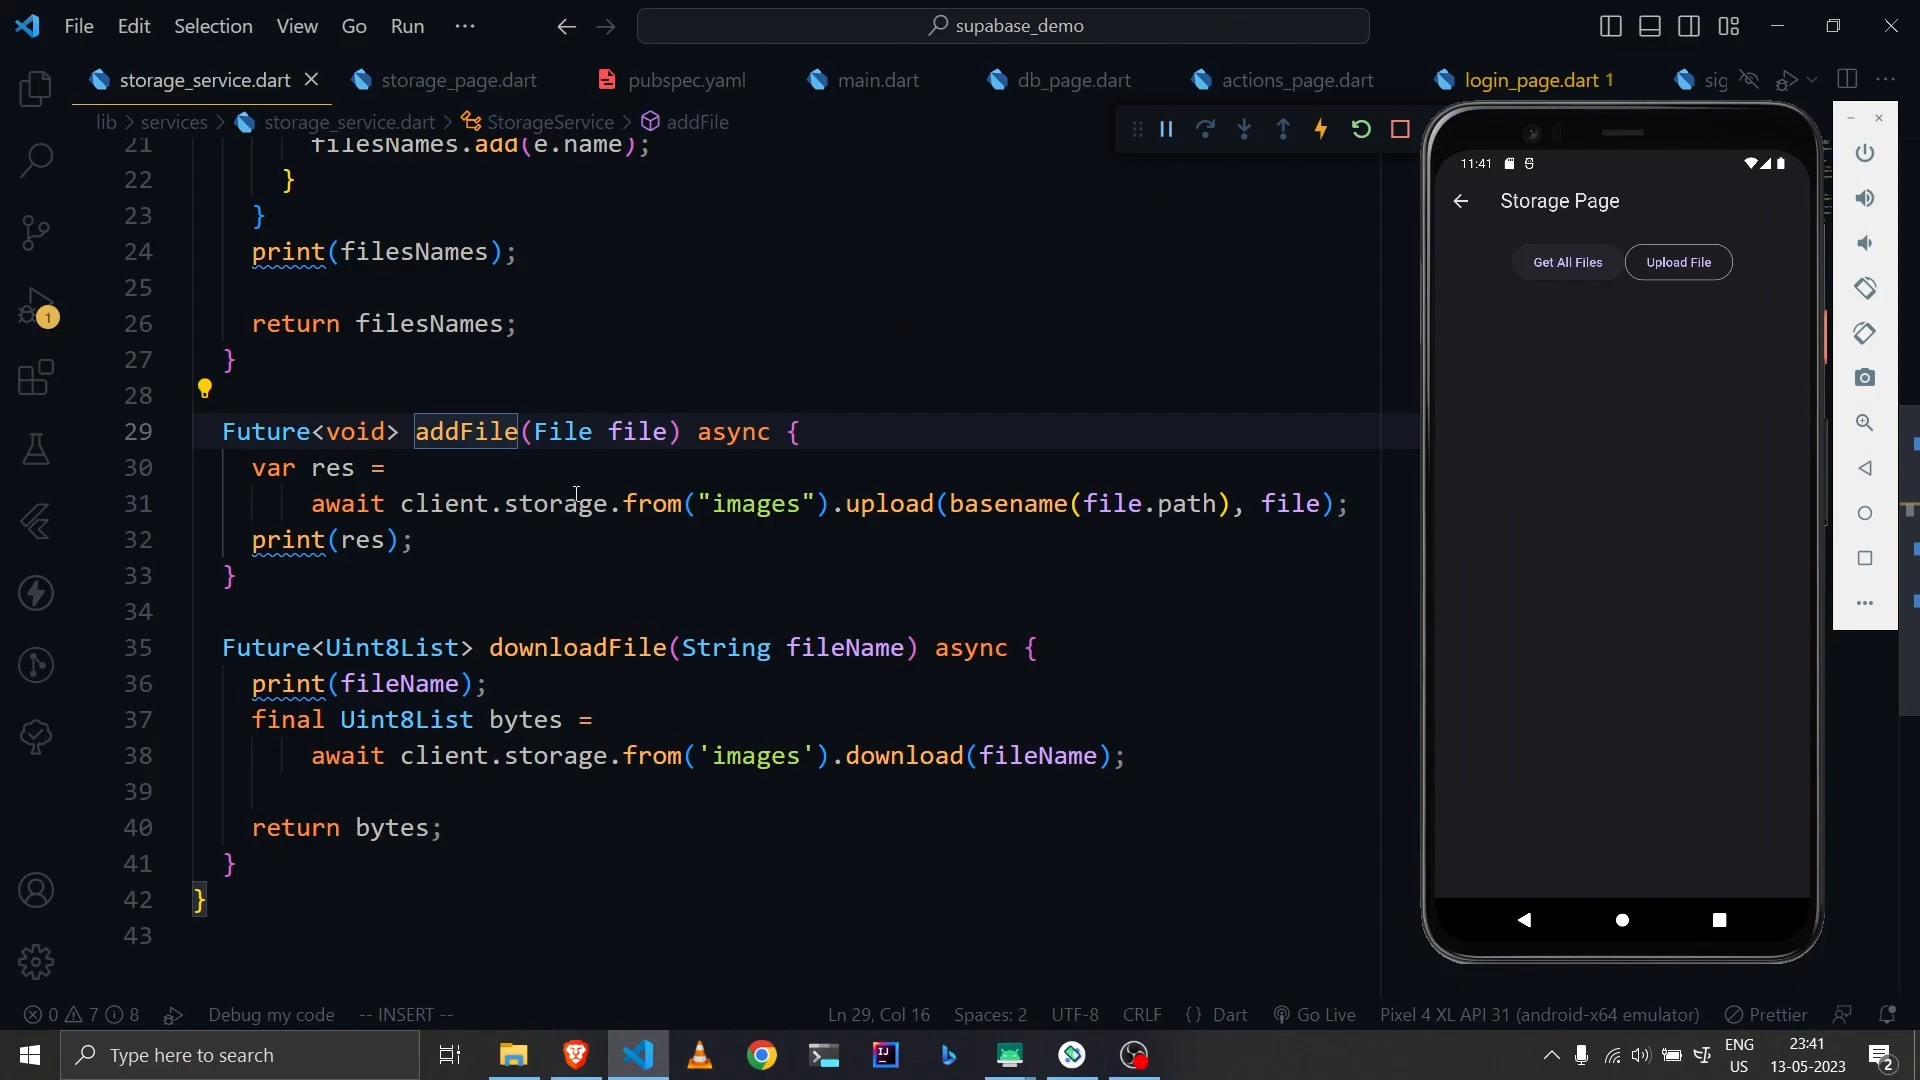 File Edit Selection View Go Run ···
supabase_demo
storage_service.dart
storage_page.dart
pubspec.yaml
main.dart
db_page.dart
actions_page.dart
login_page.dart 1
sig
lib > services > storage_service.dart > StorageService > addFile
21 filesNames.add(e.name);
22 }
23 }
24 print(filesNames);
25
26 return filesNames;
27 }
28
29 Future<void> addFile(File file) async {
30 var res =
31 await client.storage.from("images").upload(basename(file.path), file);
32 print(res);
33 }
34
35 Future<Uint8List> downloadFile(String fileName) async {
36 print(fileName);
37 final Uint8List bytes =
38 await client.storage.from('images').download(fileName);
39
40 return bytes;
41 }
42 }
43
1
11:41
Storage Page
Get All Files
Upload File
0 7 8 Debug my code -- INSERT --
Ln 29, Col 16 Spaces: 2 UTF-8 CRLF {} Dart Go Live Pixel 4 XL API 31 (android-x64 emulator) Prettier
Type here to search
ENG
US
23:41
13-05-2023
2